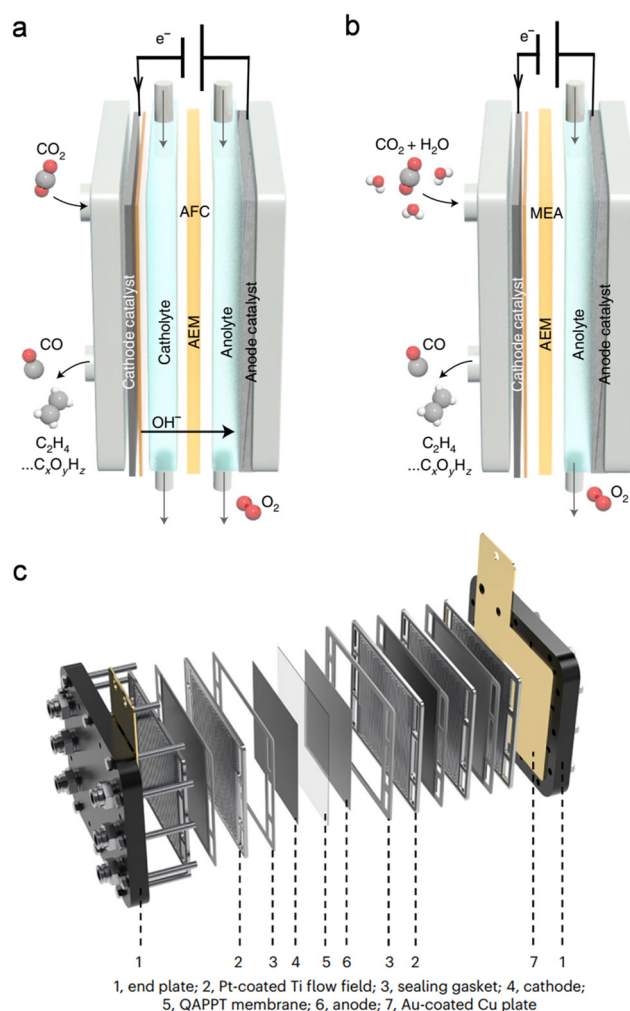 a
e⁻
CO₂
AFC
Cathode catalyst
Catholyte
AEM
Anolyte
Anode catalyst
CO
OH⁻
C₂H₄
...CₓOᵧH_z
O₂
b
e⁻
CO₂ + H₂O
MEA
Cathode catalyst
AEM
Anolyte
Anode catalyst
CO
C₂H₄
...CₓOᵧH_z
O₂
c
1 2 3 4 5 6 3 2 7 1
1, end plate; 2, Pt-coated Ti flow field; 3, sealing gasket; 4, cathode;
5, QAPPT membrane; 6, anode; 7, Au-coated Cu plate